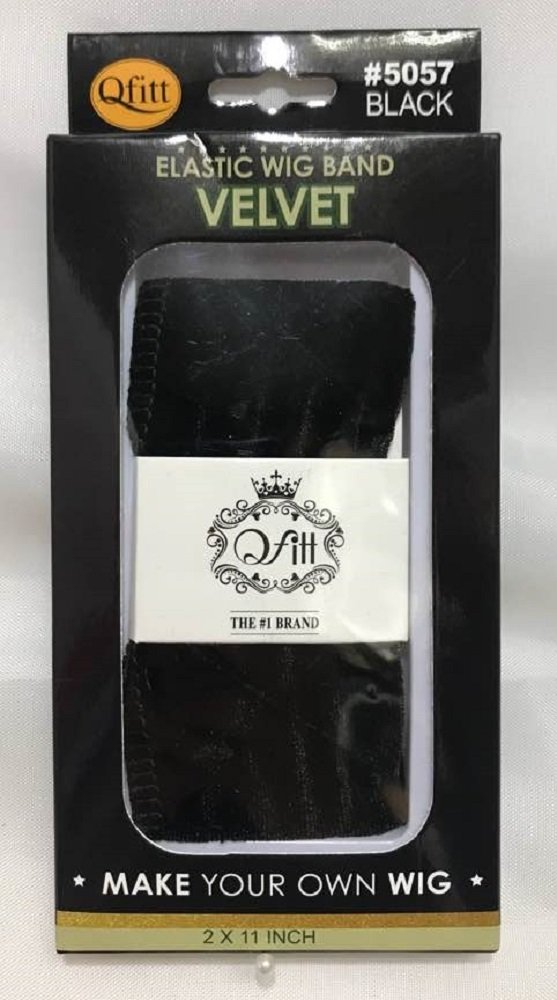 Qfitt
#5057
BLACK
ELASTIC WIG BAND
VELVET
Qfitt
THE #1 BRAND
MAKE YOUR OWN WIG
2 X 11 INCH